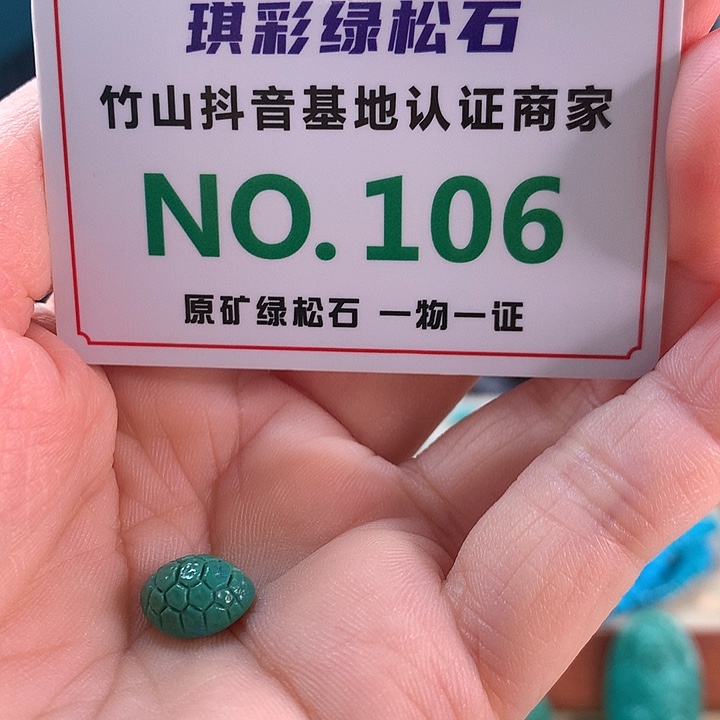 琪彩绿松石
竹山抖音基地认证商家
NO.106
原矿绿松石 一物一证